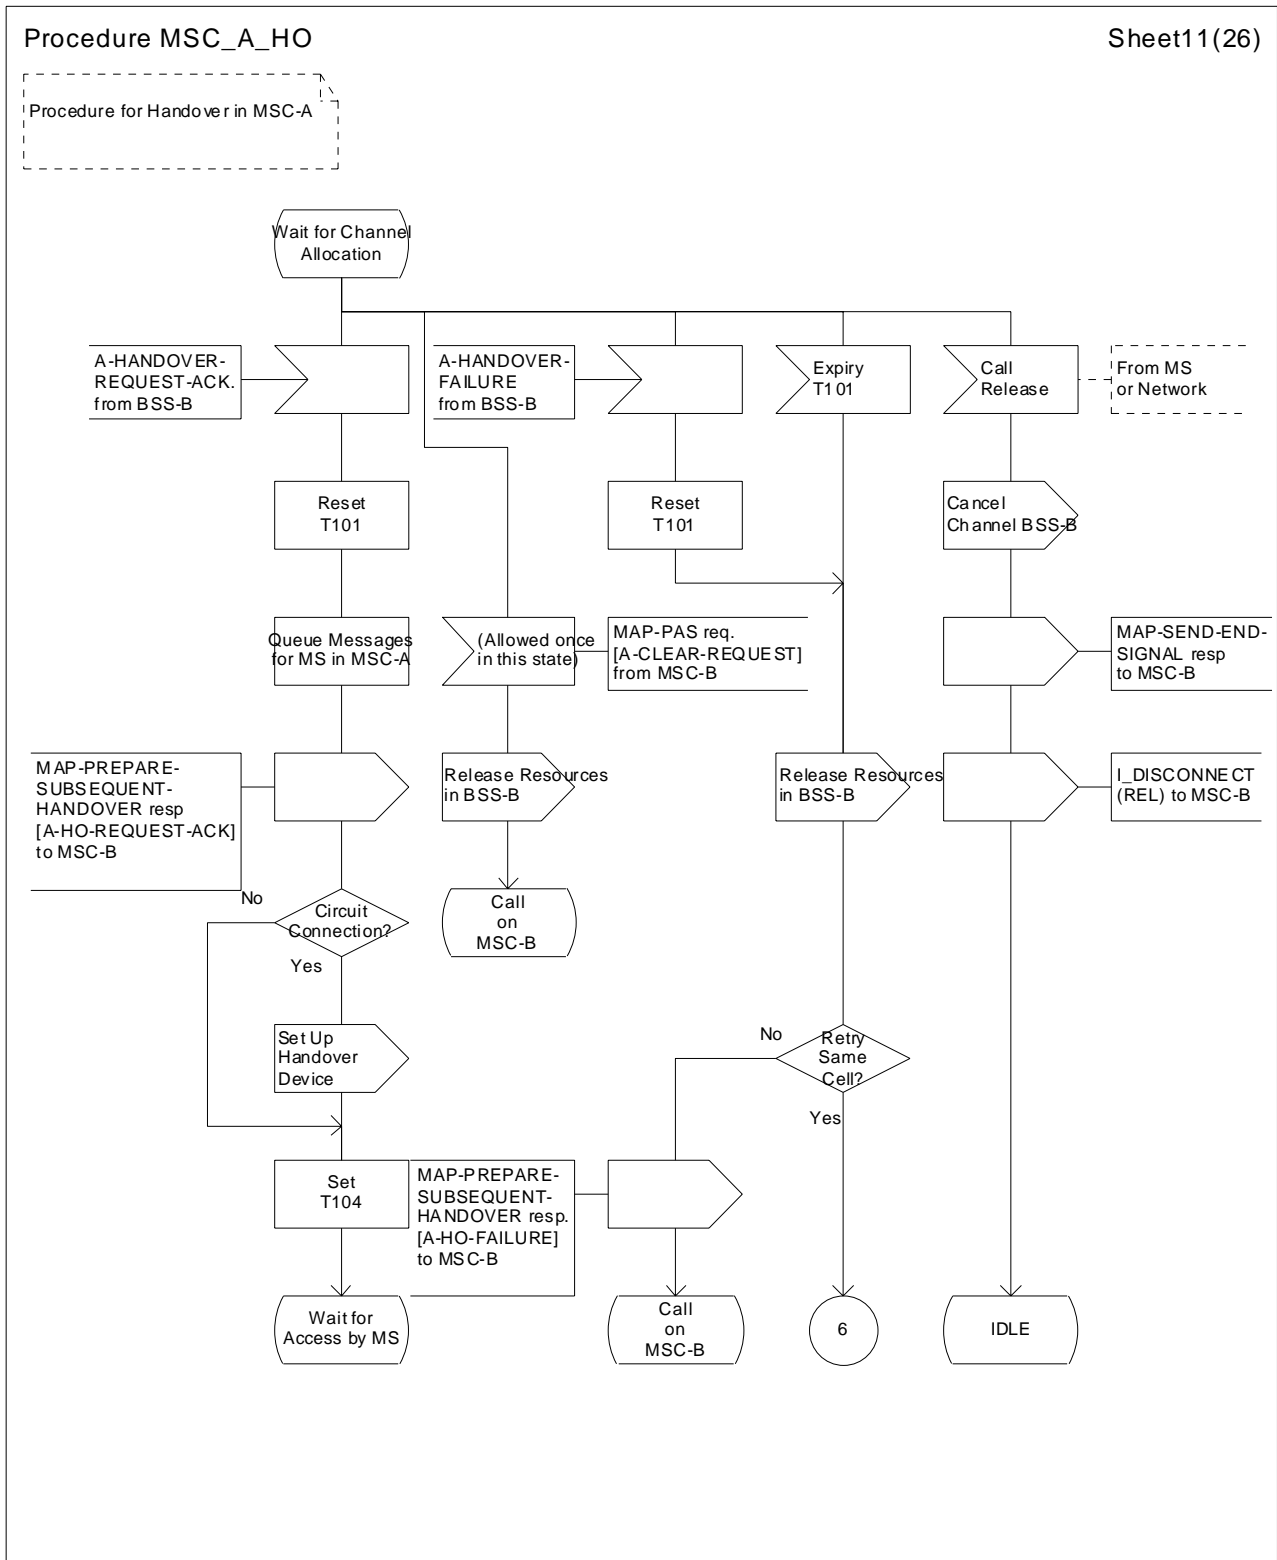 Procedure MSC_A_HO
Sheet11(26)
Procedure for Handover in MSC-A
Wait for Channel
Allocation
A-HANDOVER-
REQUEST-ACK.
from BSS-B
A-HANDOVER-
FAILURE
from BSS-B
Expiry
T101
Call
Release
From MS
or Network
Reset
T101
Reset
T101
Cancel
Channel BSS-B
Queue Messages
for MS in MSC-A
(Allowed once
in this state)
MAP-PAS req.
[A-CLEAR-REQUEST]
from MSC-B
MAP-SEND-END-
SIGNAL resp
to MSC-B
MAP-PREPARE-
SUBSEQUENT-
HANDOVER resp
[A-HO-REQUEST-ACK]
to MSC-B
Release Resources
in BSS-B
Release Resources
in BSS-B
I_DISCONNECT
(REL) to MSC-B
No
Circuit
Connection?
Yes
Call
on
MSC-B
Set Up
Handover
Device
No
Retry
Same
Cell?
Yes
Set
T104
MAP-PREPARE-
SUBSEQUENT-
HANDOVER resp.
[A-HO-FAILURE]
to MSC-B
Wait for
Access by MS
Call
on
MSC-B
6
IDLE